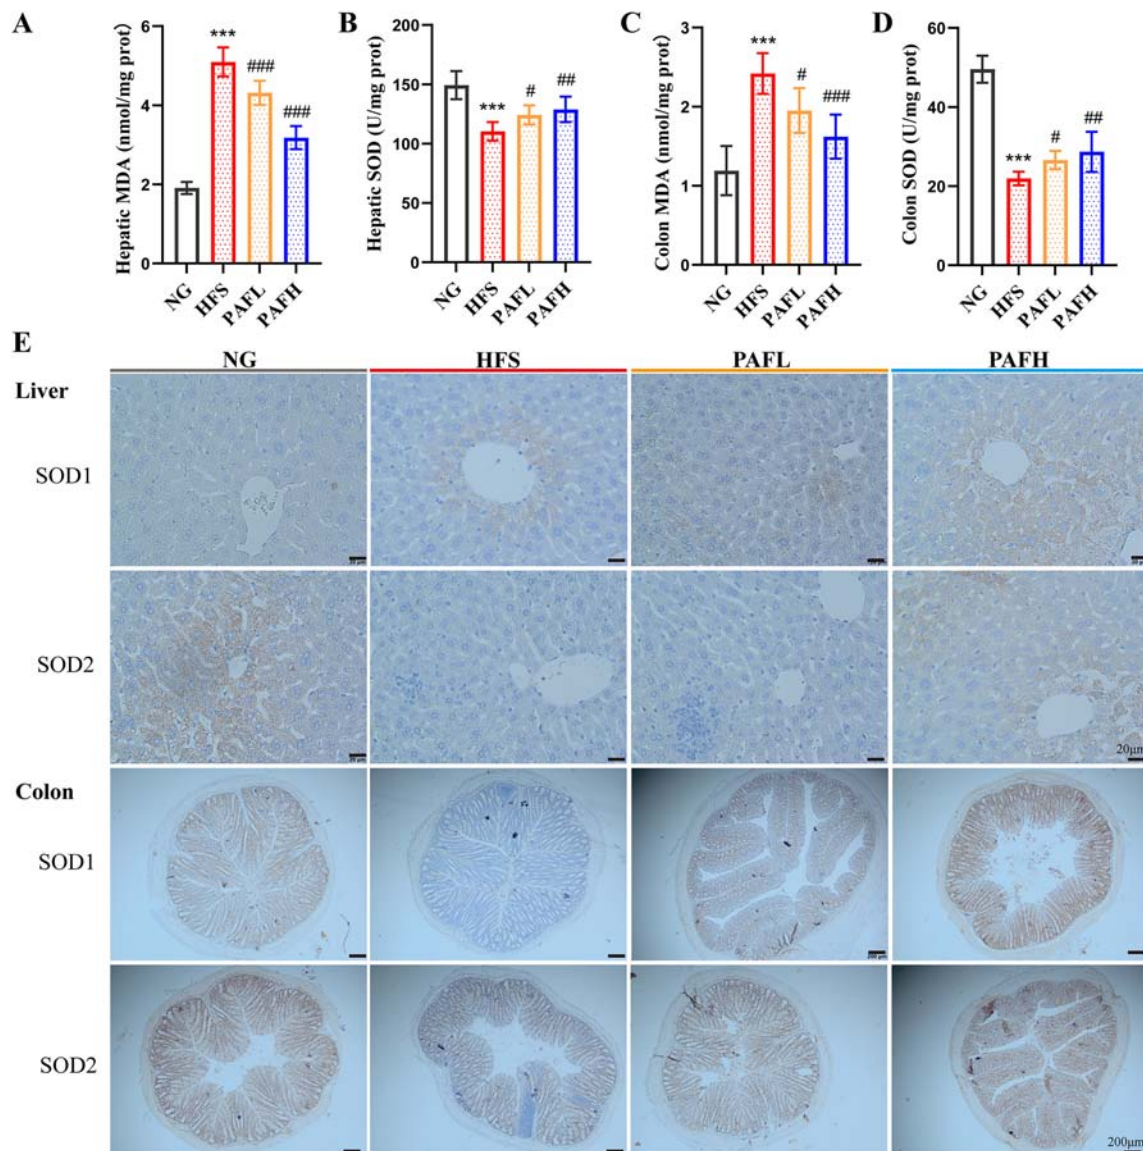 A
Hepatic MDA (nmol/mg prot)
6
4
2
0
***
###
###
NG
HFS
PAFL
PAFH
B
Hepatic SOD (U/mg prot)
200
150
100
50
0
***
#
##
NG
HFS
PAFL
PAFH
C
Colon MDA (nmol/mg prot)
3
2
1
0
***
#
###
NG
HFS
PAFL
PAFH
D
Colon SOD (U/mg prot)
60
40
20
0
***
#
##
NG
HFS
PAFL
PAFH
E
NG HFS PAFL PAFH
Liver
SOD1
SOD2
20μm
Colon
SOD1
SOD2
200μm